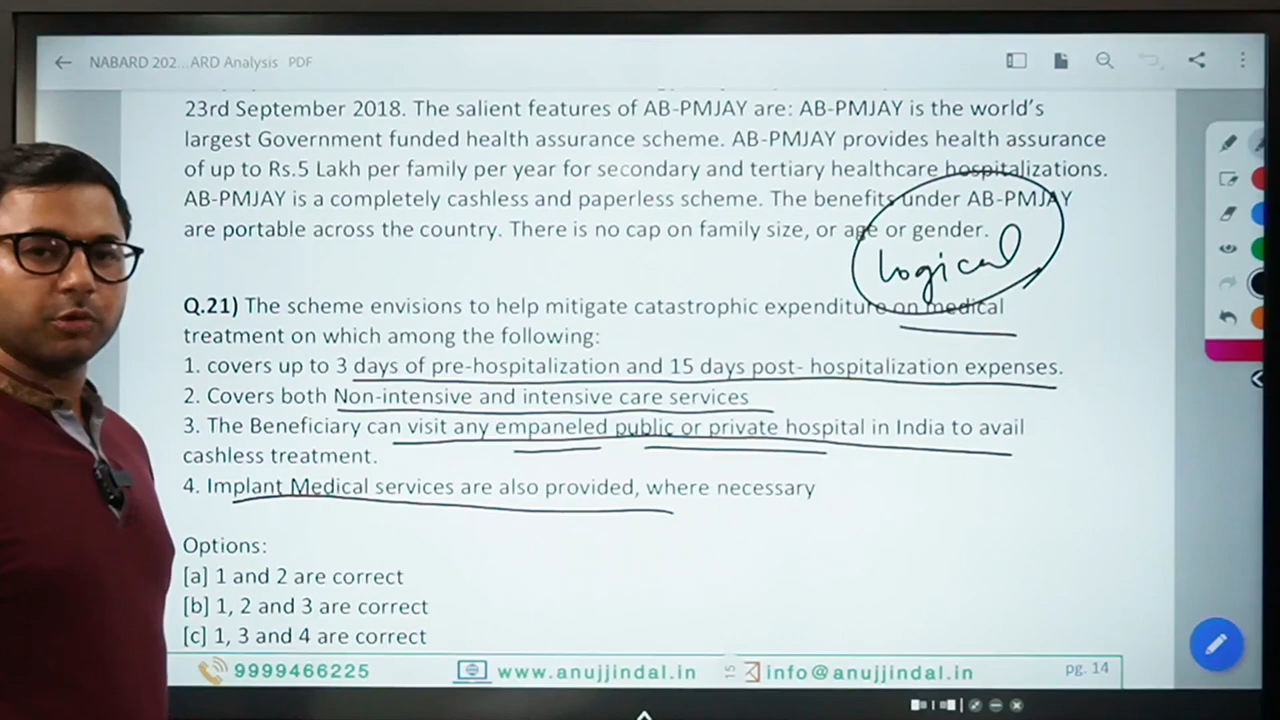 NABARD 202...ARD Analysis PDF
23rd September 2018. The salient features of AB-PMJAY are: AB-PMJAY is the world's
largest Government funded health assurance scheme. AB-PMJAY provides health assurance
of up to Rs.5 Lakh per family per year for secondary and tertiary healthcare hospitalizations.
AB-PMJAY is a completely cashless and paperless scheme. The benefits under AB-PMJAY
are portable across the country. There is no cap on family size, or age or gender.
Logical
Q.21) The scheme envisions to help mitigate catastrophic expenditure on medical
treatment on which among the following:
1. covers up to 3 days of pre-hospitalization and 15 days post- hospitalization expenses.
2. Covers both Non-intensive and intensive care services
3. The Beneficiary can visit any empaneled public or private hospital in India to avail
cashless treatment.
4. Implant Medical services are also provided, where necessary
Options:
[a] 1 and 2 are correct
[b] 1, 2 and 3 are correct
[c] 1, 3 and 4 are correct
9999466225 www.anujjindal.in info@anujjindal.in pg. 14